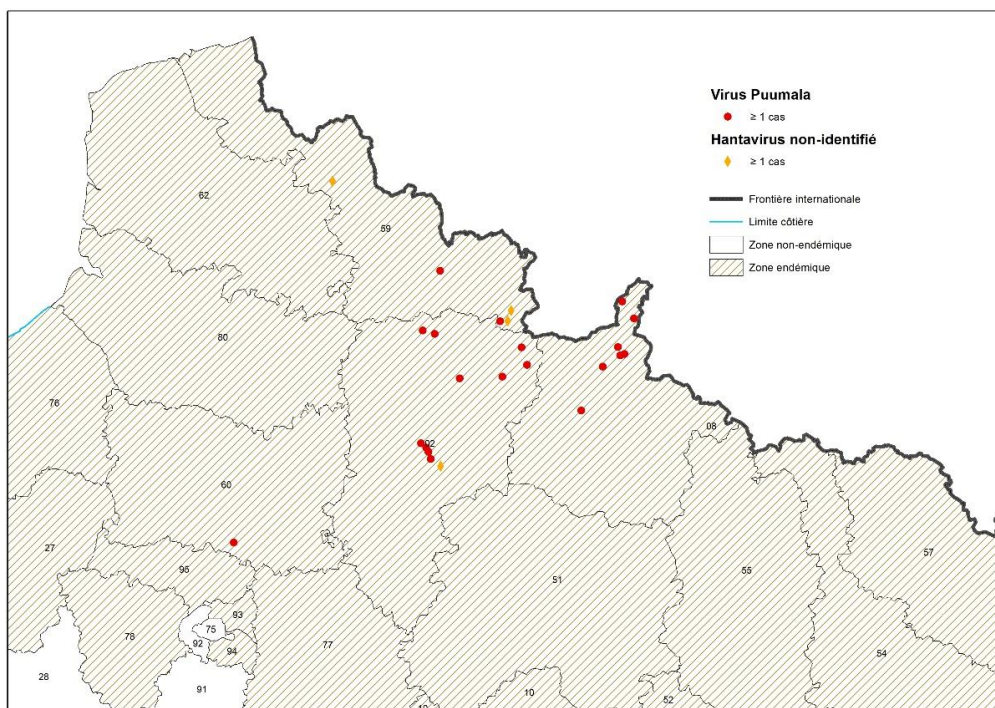 Virus Puumala
≥ 1 cas
Hantavirus non-identifié
≥ 1 cas
Frontière internationale
Limite côtière
Zone non-endémique
Zone endémique
62
59
80
76
08
02
60
27
95
51
57
55
93
75
78
92
94
77
54
28
91
10
52